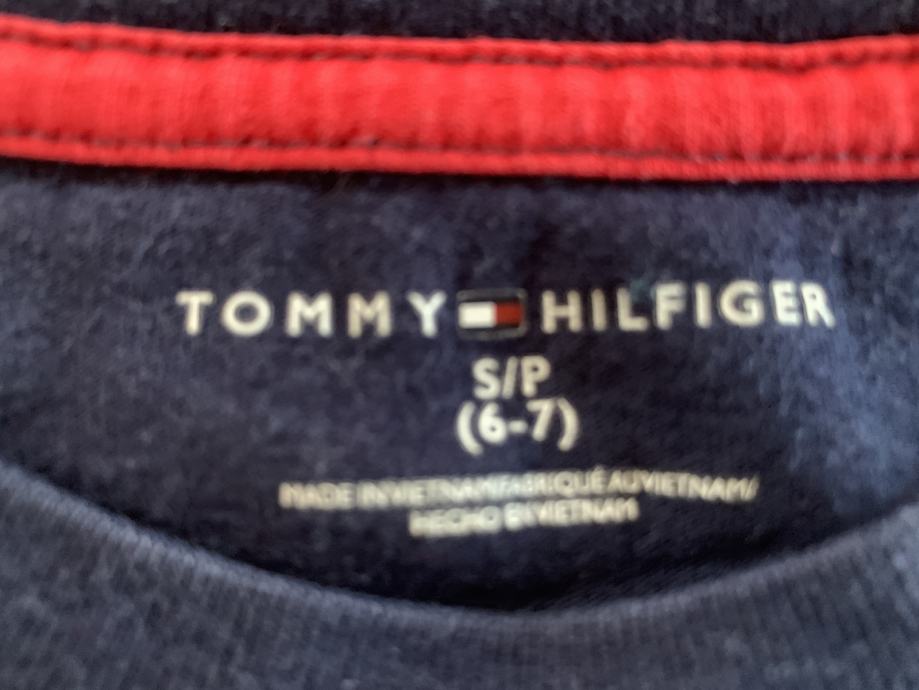 TOMMY HILFIGER
S/P
(6-7)
MADE IN VIETNAM/FABRIQUÉ AU VIETNAM/
HECHO EN VIETNAM